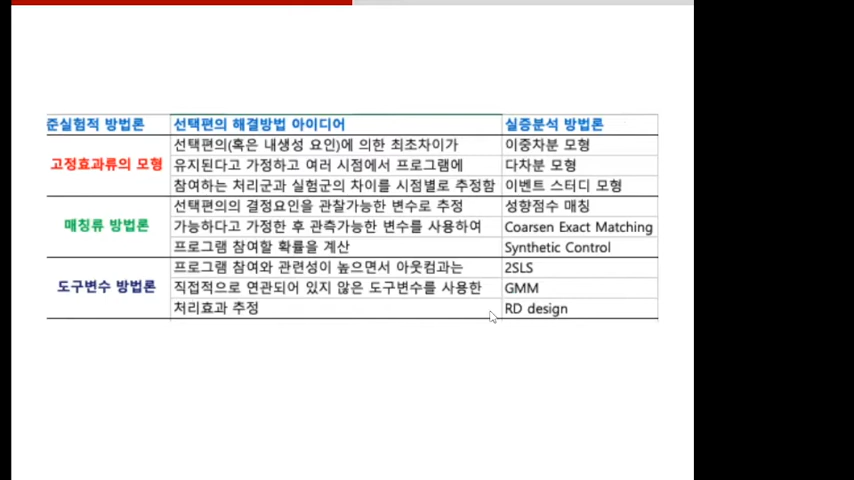 준실험적 방법론 선택편의 해결방법 아이디어 실증분석 방법론
고정효과류의 모형
선택편의(혹은 내생성 요인)에 의한 최초차이가 이중차분 모형
유지된다고 가정하고 여러 시점에서 프로그램에 다차분 모형
참여하는 처리군과 실험군의 차이를 시점별로 추정함 이벤트 스터디 모형
매칭류 방법론
선택편의의 결정요인을 관찰가능한 변수로 추정 성향점수 매칭
가능하다고 가정한 후 관측가능한 변수를 사용하여 Coarsen Exact Matching
프로그램 참여할 확률을 계산 Synthetic Control
도구변수 방법론
프로그램 참여와 관련성이 높으면서 아웃컴과는 2SLS
직접적으로 연관되어 있지 않은 도구변수를 사용한 GMM
처리효과 추정 RD design